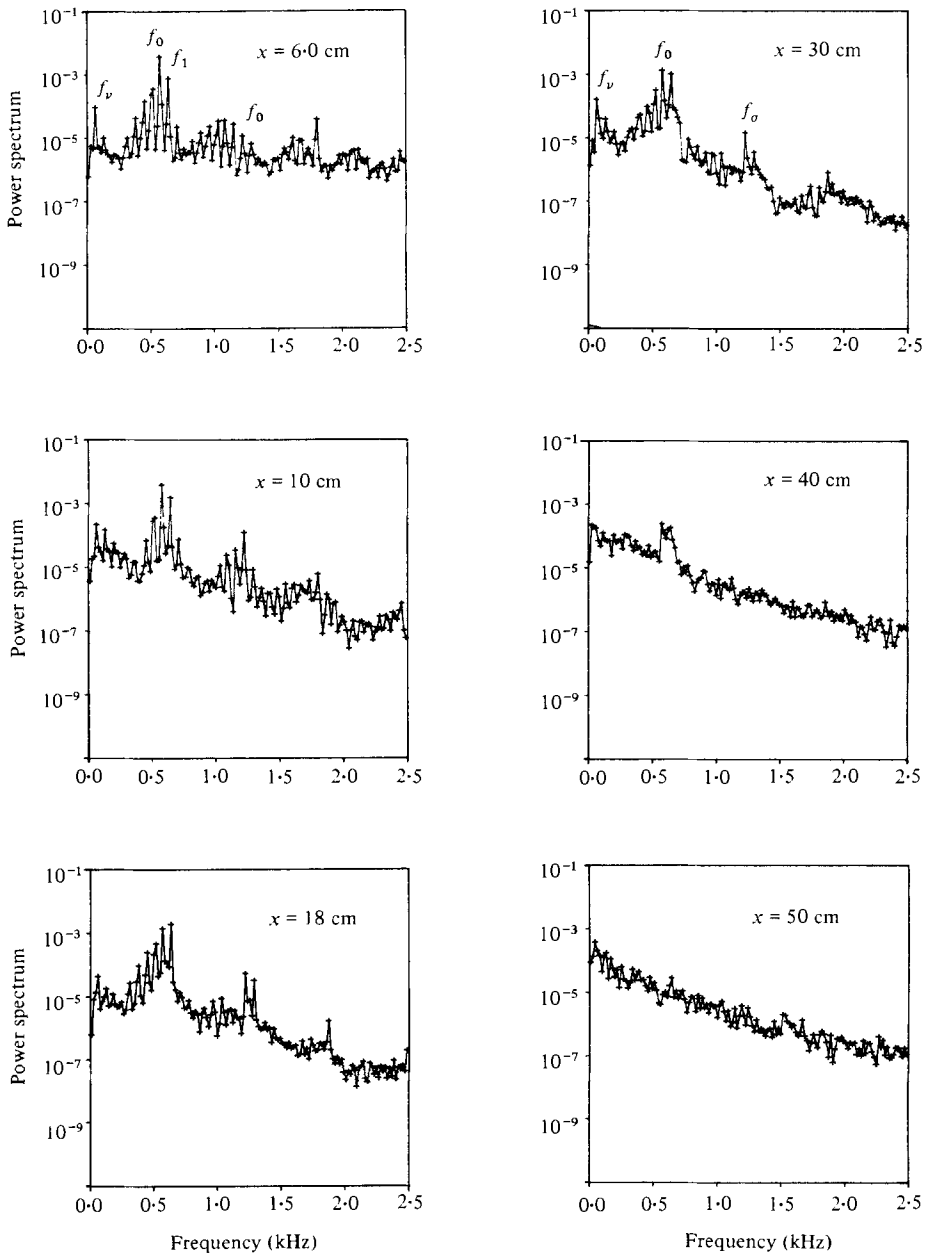 10⁻¹
10⁻³
10⁻⁵
10⁻⁷
10⁻⁹
Power spectrum
f_ν
f_0
f_1
f_0
x = 6·0 cm
0·0 0·5 1·0 1·5 2·0 2·5
10⁻¹
10⁻³
10⁻⁵
10⁻⁷
10⁻⁹
f_ν
f_0
f_σ
x = 30 cm
0·0 0·5 1·0 1·5 2·0 2·5
10⁻¹
10⁻³
10⁻⁵
10⁻⁷
10⁻⁹
Power spectrum
x = 10 cm
0·0 0·5 1·0 1·5 2·0 2·5
10⁻¹
10⁻³
10⁻⁵
10⁻⁷
10⁻⁹
x = 40 cm
0·0 0·5 1·0 1·5 2·0 2·5
10⁻¹
10⁻³
10⁻⁵
10⁻⁷
10⁻⁹
Power spectrum
x = 18 cm
0·0 0·5 1·0 1·5 2·0 2·5
Frequency (kHz)
10⁻¹
10⁻³
10⁻⁵
10⁻⁷
10⁻⁹
x = 50 cm
0·0 0·5 1·0 1·5 2·0 2·5
Frequency (kHz)